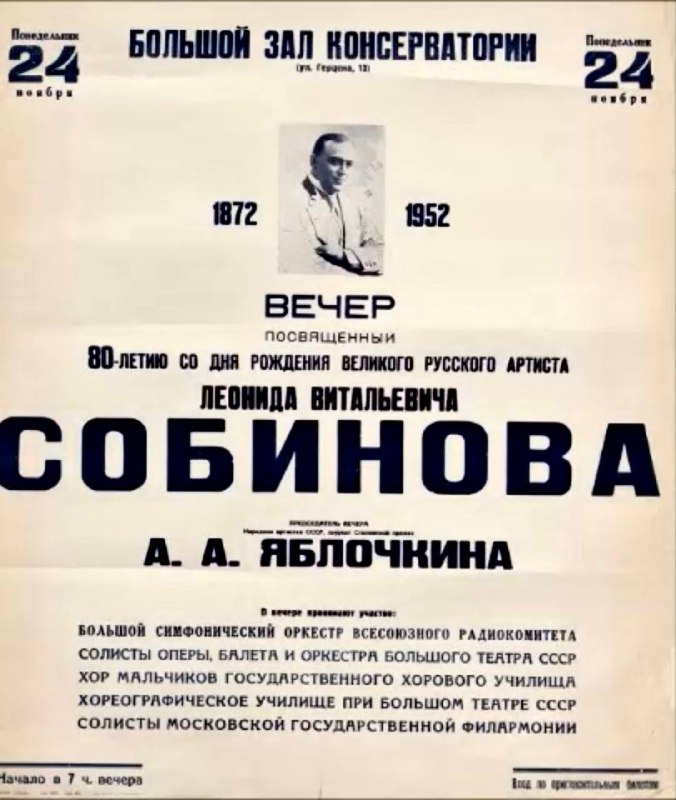 Понедельник
24
ноября
БОЛЬШОЙ ЗАЛ КОНСЕРВАТОРИИ
(ул. Герцена, 13)
Понедельник
24
ноября
1872
1952
ВЕЧЕР
ПОСВЯЩЕННЫЙ
80-ЛЕТИЮ СО ДНЯ РОЖДЕНИЯ ВЕЛИКОГО РУССКОГО АРТИСТА
ЛЕОНИДА ВИТАЛЬЕВИЧА
СОБИНОВА
ПРЕДСЕДАТЕЛЬ ВЕЧЕРА
Народная артистка СССР, лауреат Сталинской премии
А. А. ЯБЛОЧКИНА
В вечере принимают участие:
БОЛЬШОЙ СИМФОНИЧЕСКИЙ ОРКЕСТР ВСЕСОЮЗНОГО РАДИОКОМИТЕТА
СОЛИСТЫ ОПЕРЫ, БАЛЕТА И ОРКЕСТРА БОЛЬШОГО ТЕАТРА СССР
ХОР МАЛЬЧИКОВ ГОСУДАРСТВЕННОГО ХОРОВОГО УЧИЛИЩА
ХОРЕОГРАФИЧЕСКОЕ УЧИЛИЩЕ ПРИ БОЛЬШОМ ТЕАТРЕ СССР
СОЛИСТЫ МОСКОВСКОЙ ГОСУДАРСТВЕННОЙ ФИЛАРМОНИИ
Начало в 7 ч. вечера
Вход по пригласительным билетам